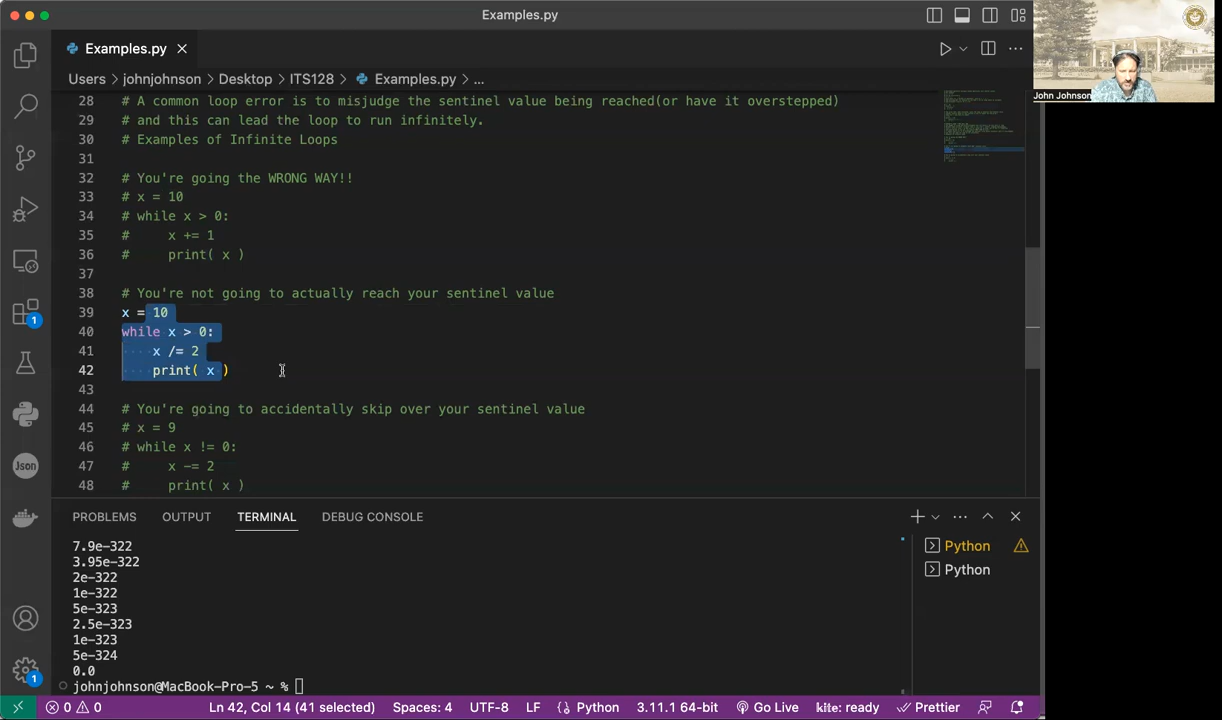 Examples.py
Examples.py
John Johnson
Users > johnjohnson > Desktop > ITS128 > Examples.py > ...
28 # A common loop error is to misjudge the sentinel value being reached(or have it overstepped)
29 # and this can lead the loop to run infinitely.
30 # Examples of Infinite Loops
31
32 # You're going the WRONG WAY!!
33 # x = 10
34 # while x > 0:
35 #     x += 1
36 #     print( x )
37
38 # You're not going to actually reach your sentinel value
39 x = 10
40 while x > 0:
41     x /= 2
42     print( x )
43
44 # You're going to accidentally skip over your sentinel value
45 # x = 9
46 # while x != 0:
47 #     x -= 2
48 #     print( x )
1
Json
1
PROBLEMS OUTPUT TERMINAL DEBUG CONSOLE
7.9e-322
3.95e-322
2e-322
1e-322
5e-323
2.5e-323
1e-323
5e-324
0.0
johnjohnson@MacBook-Pro-5 ~ %
Python
Python
0 0 Ln 42, Col 14 (41 selected) Spaces: 4 UTF-8 LF Python 3.11.1 64-bit Go Live kite: ready Prettier